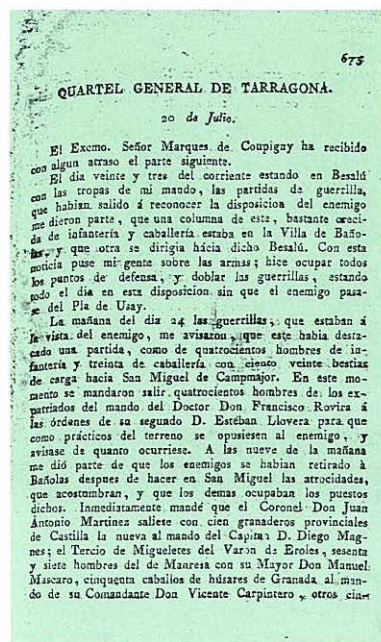 675
QUARTEL GENERAL DE TARRAGONA.
20 de Julio.
El Excmo. Señor Marques de Coupigny ha recibido
con algun atraso el parte siguiente.
El dia veinte y tres del corriente estando en Besalú
con las tropas de mi mando, las partidas de guerrilla,
que habian salido á reconocer la disposicion del enemigo
me dieron parte, que una columna de este, bastante creci-
da de infantería y caballería estaba en la Villa de Baño-
las, y que otra se dirigia hácia dicho Besalú. Con esta
noticia puse mi gente sobre las armas; hice ocupar todos
los puntos de defensa, y doblar las guerrillas, estando
todo el dia en esta disposicion sin que el enemigo pasa-
se del Pla de Usay.
La mañana del dia 24 las guerrillas, que estaban á
la vista del enemigo, me avisaron, que este habia desta-
cado una partida, como de quatrocientos hombres de in-
fantería y treinta de caballería con ciento veinte bestias
de carga hacia San Miguel de Campmajor. En este mo-
mento se mandaron salir quatrocientos hombres de los ex-
patriados del mando del Doctor Don Francisco Rovira á
las órdenes de su segundo D. Estéban Llovera para que
como prácticos del terreno se opusiesen al enemigo, y
avisase de quanto ocurriese. A las nueve de la mañana
me dió parte de que los enemigos se habian retirado à
Bañolas despues de hacer en San Miguel las atrocidades,
que acostumbran, y que los demas ocupaban los puestos
dichos. Inmediatamente mandé que el Coronel Don Juan
Antonio Martinez saliese con cien granaderos provinciales
de Castilla la nueva al mando del Capitan D. Diego Mag-
nes; el Tercio de Migueletes del Varon de Eroles, sesenta
y siete hombres del de Manresa con su Mayor Don Manuel
Mascaro, cinquenta caballos de húsares de Granada al man-
do de su Comandante Don Vicente Carpintero, otros cin-